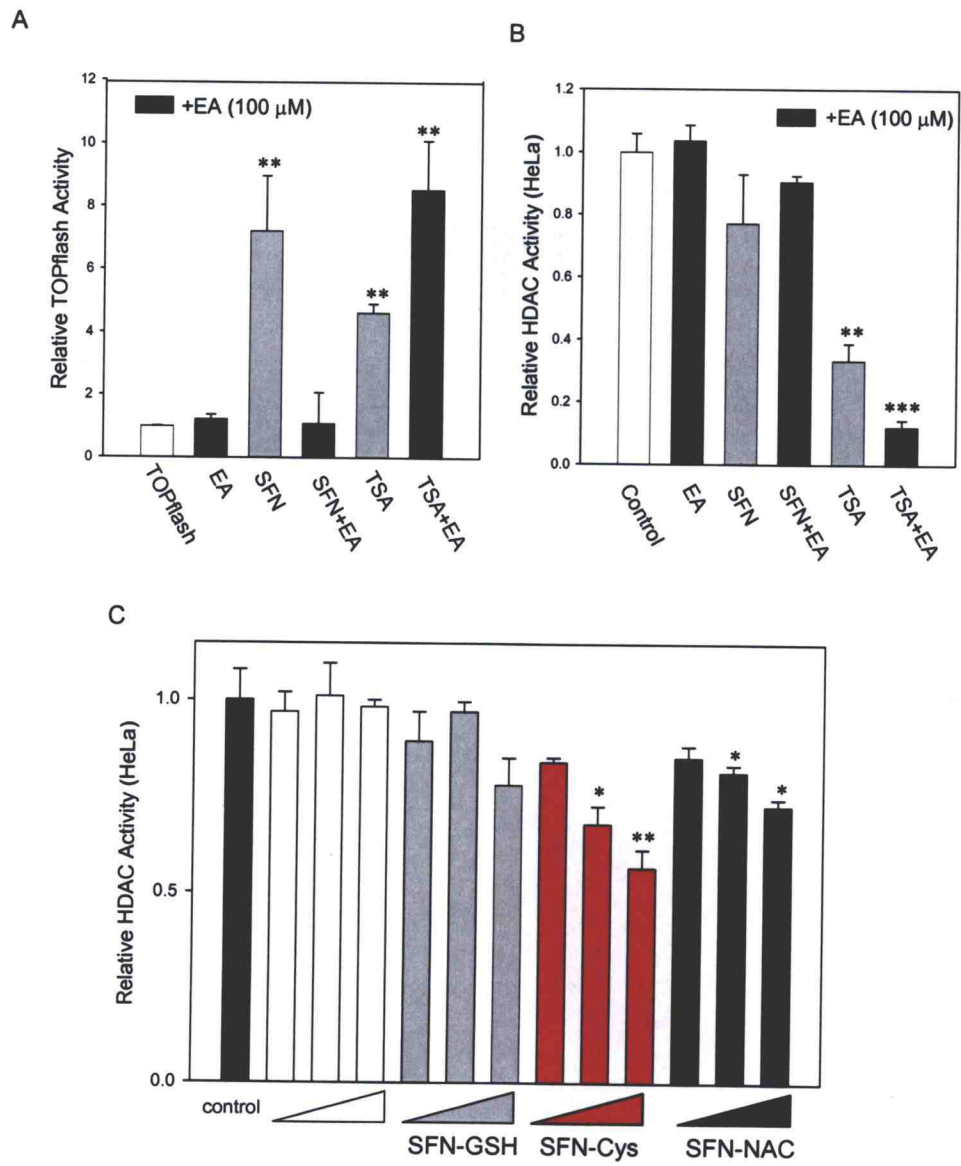 A
Relative TOPflash Activity
12
10
8
6
4
2
0
+EA (100 µM)
**
**
**
TOPflash
EA
SFN
SFN+EA
TSA
TSA+EA
B
Relative HDAC Activity (HeLa)
1.2
1.0
0.8
0.6
0.4
0.2
0.0
+EA (100 µM)
**
***
Control
EA
SFN
SFN+EA
TSA
TSA+EA
C
Relative HDAC Activity (HeLa)
1.0
0.5
0.0
*
**
*
*
control
SFN-GSH
SFN-Cys
SFN-NAC